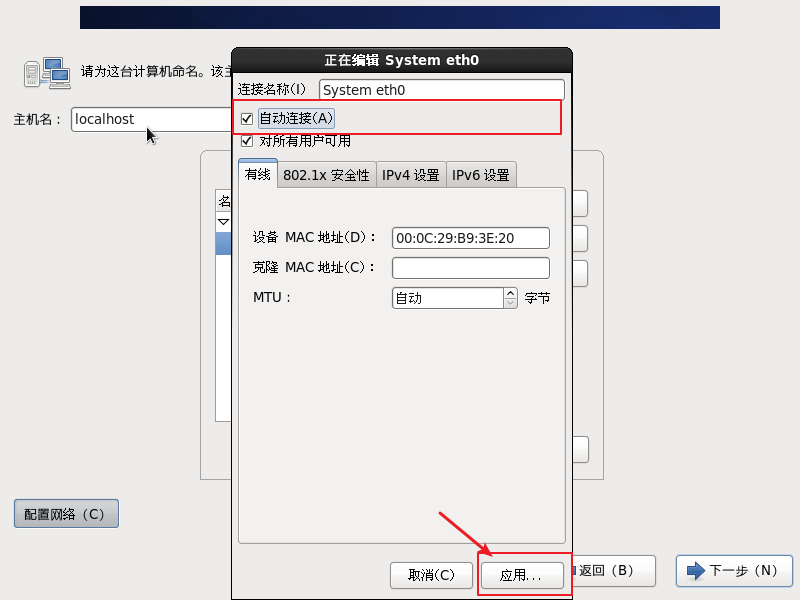 正在编辑 System eth0
请为这台计算机命名。该主
连接名称(I) System eth0
主机名： localhost
自动连接(A)
对所有用户可用
有线 802.1x 安全性 IPv4 设置 IPv6 设置
名
设备 MAC 地址(D)： 00:0C:29:B9:3E:20
克隆 MAC 地址(C)：
MTU： 自动 字节
配置网络（C）
取消(C) 应用... 返回（B） 下一步（N）